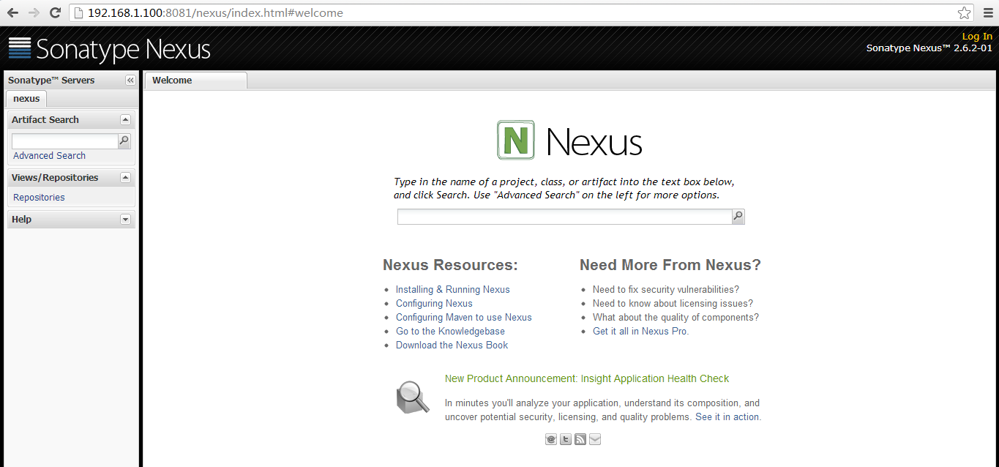 192.168.1.100:8081/nexus/index.html#welcome
Sonatype Nexus
Log In
Sonatype Nexus™ 2.6.2-01
Sonatype™ Servers
nexus
Artifact Search
Advanced Search
Views/Repositories
Repositories
Help
Welcome
N Nexus
Type in the name of a project, class, or artifact into the text box below,
and click Search. Use "Advanced Search" on the left for more options.
Nexus Resources:
Installing & Running Nexus
Configuring Nexus
Configuring Maven to use Nexus
Go to the Knowledgebase
Download the Nexus Book
Need More From Nexus?
Need to fix security vulnerabilities?
Need to know about licensing issues?
What about the quality of components?
Get it all in Nexus Pro.
New Product Announcement: Insight Application Health Check
In minutes you'll analyze your application, understand its composition, and
uncover potential security, licensing, and quality problems. See it in action.